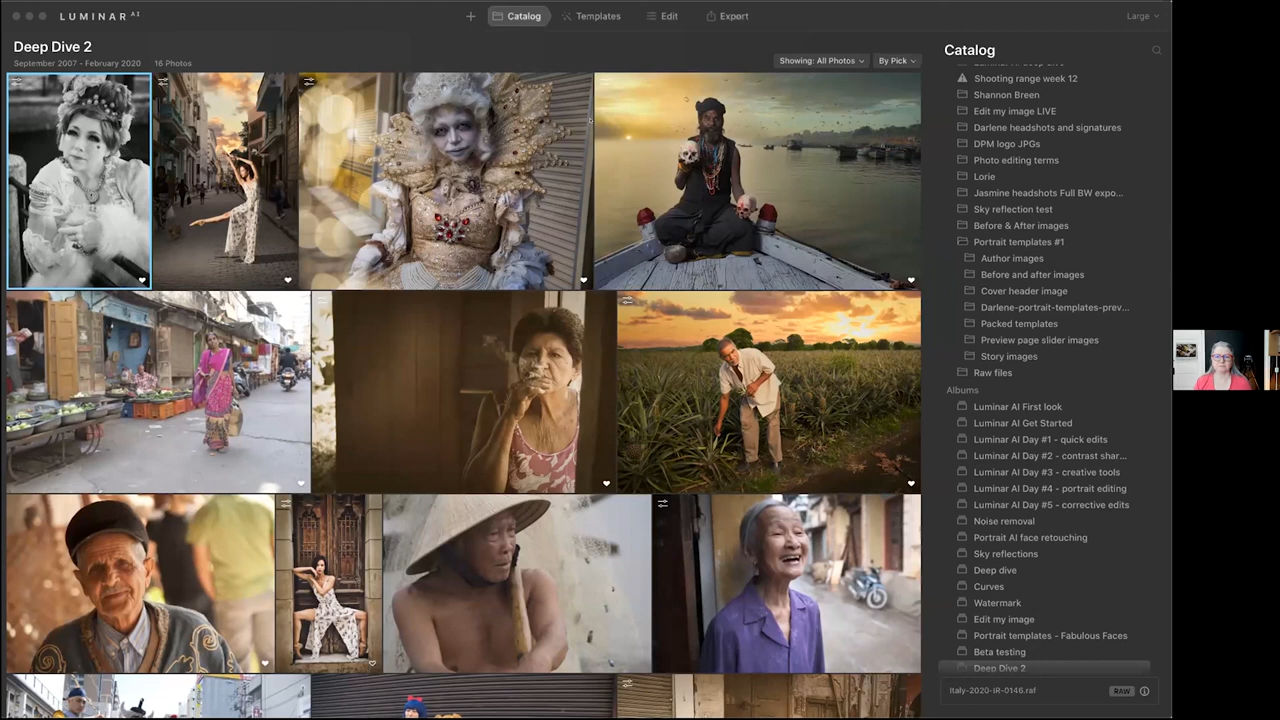 LUMINAR AI
Catalog
Templates
Edit
Export
Large
Deep Dive 2
September 2007 - February 2020
16 Photos
Showing: All Photos
By Pick
Catalog
Shooting range week 12
Shannon Breen
Edit my image LIVE
Darlene headshots and signatures
DPM logo JPGs
Photo editing terms
Lorie
Jasmine headshots Full BW expo...
Sky reflection test
Before & After images
Portrait templates #1
Author images
Before and after images
Cover header image
Darlene-portrait-templates-prev...
Packed templates
Preview page slider images
Story images
Raw files
Albums
Luminar AI First look
Luminar AI Get Started
Luminar AI Day #1 - quick edits
Luminar AI Day #2 - contrast shar...
Luminar AI Day #3 - creative tools
Luminar AI Day #4 - portrait editing
Luminar AI Day #5 - corrective edits
Noise removal
Portrait AI face retouching
Sky reflections
Deep dive
Curves
Watermark
Edit my image
Portrait templates - Fabulous Faces
Beta testing
Deep Dive 2
Italy-2020-IR-0146.raf
RAW